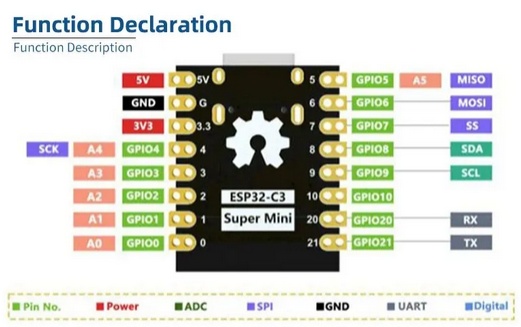 Function Declaration
Function Description
5V 5V 5 GPIO5 A5 MISO
GND G 6 GPIO6 MOSI
3V3 3.3 7 GPIO7 SS
SCK A4 GPIO4 4 8 GPIO8 SDA
A3 GPIO3 3 9 GPIO9 SCL
A2 GPIO2 2 ESP32-C3 10 GPIO10
A1 GPIO1 1 Super Mini 20 GPIO20 RX
A0 GPIO0 0 21 GPIO21 TX
Pin No. Power ADC SPI GND UART Digital